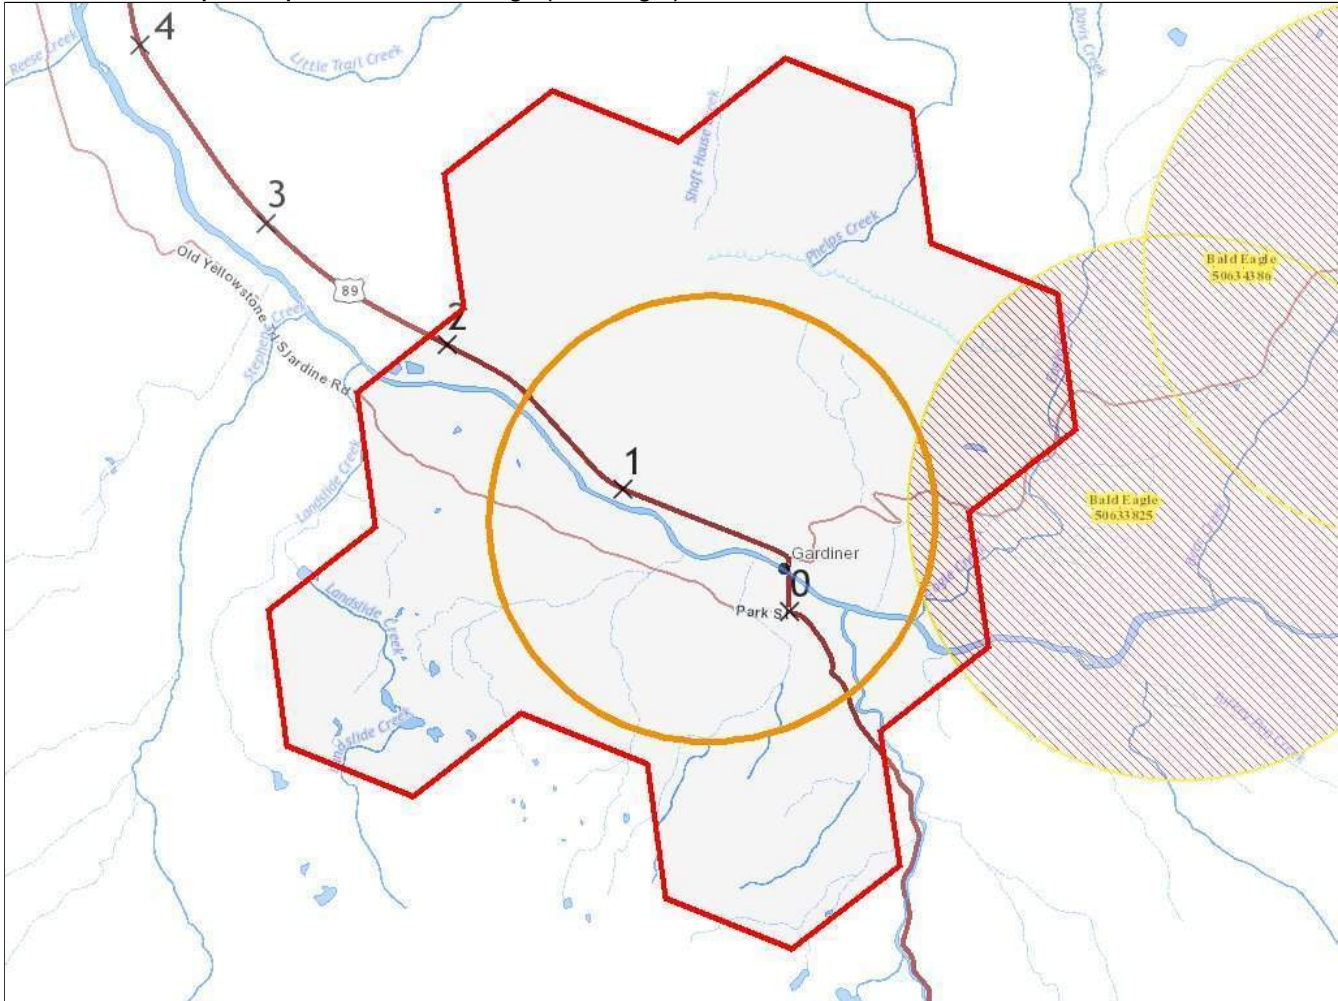 4
Reese Creek
Little Trail Creek
Davis Creek
Shaft House Creek
3
Phelps Creek
Old Yellowstone Trl S
Bald Eagle
50634386
89
2
Stephens Creek
Jardine Rd
1
Landslide Creek
Bald Eagle
50633825
Gardiner
0
Eagle Creek
Park St
Landslide
Creek
Landslide Creek